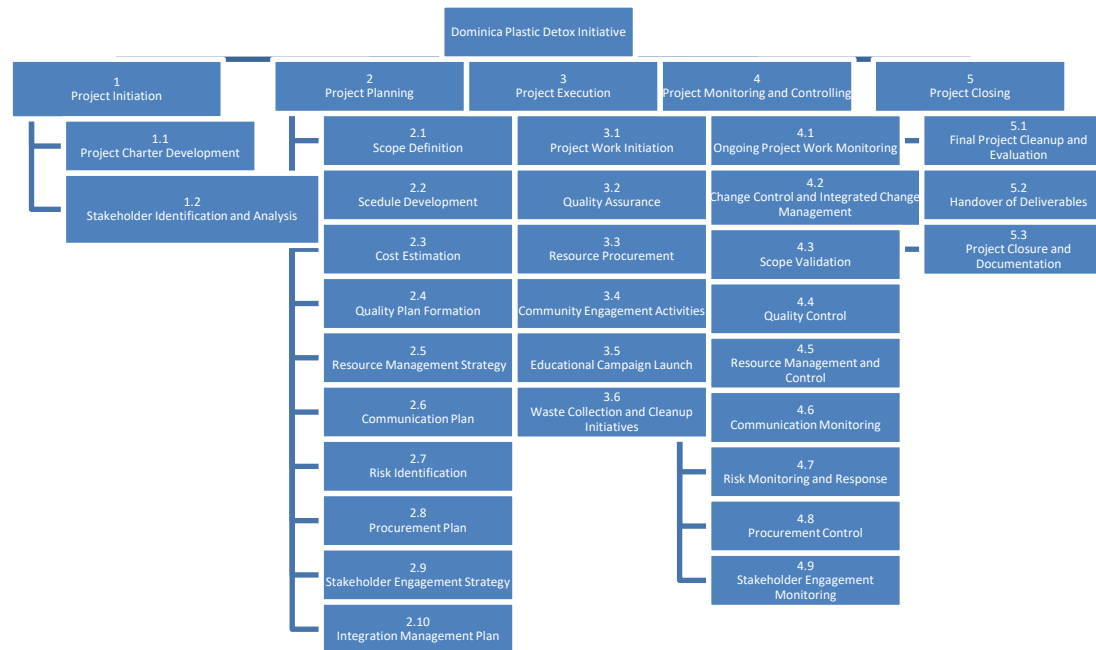 Dominica Plastic Detox Initiative
1
Project Initiation
1.1
Project Charter Development
1.2
Stakeholder Identification and Analysis
2
Project Planning
2.1
Scope Definition
2.2
Scedule Development
2.3
Cost Estimation
2.4
Quality Plan Formation
2.5
Resource Management Strategy
2.6
Communication Plan
2.7
Risk Identification
2.8
Procurement Plan
2.9
Stakeholder Engagement Strategy
2.10
Integration Management Plan
3
Project Execution
3.1
Project Work Initiation
3.2
Quality Assurance
3.3
Resource Procurement
3.4
Community Engagement Activities
3.5
Educational Campaign Launch
3.6
Waste Collection and Cleanup
Initiatives
4
Project Monitoring and Controlling
4.1
Ongoing Project Work Monitoring
4.2
Change Control and Integrated Change
Management
4.3
Scope Validation
4.4
Quality Control
4.5
Resource Management and
Control
4.6
Communication Monitoring
4.7
Risk Monitoring and Response
4.8
Procurement Control
4.9
Stakeholder Engagement
Monitoring
5
Project Closing
5.1
Final Project Cleanup and
Evaluation
5.2
Handover of Deliverables
5.3
Project Closure and
Documentation